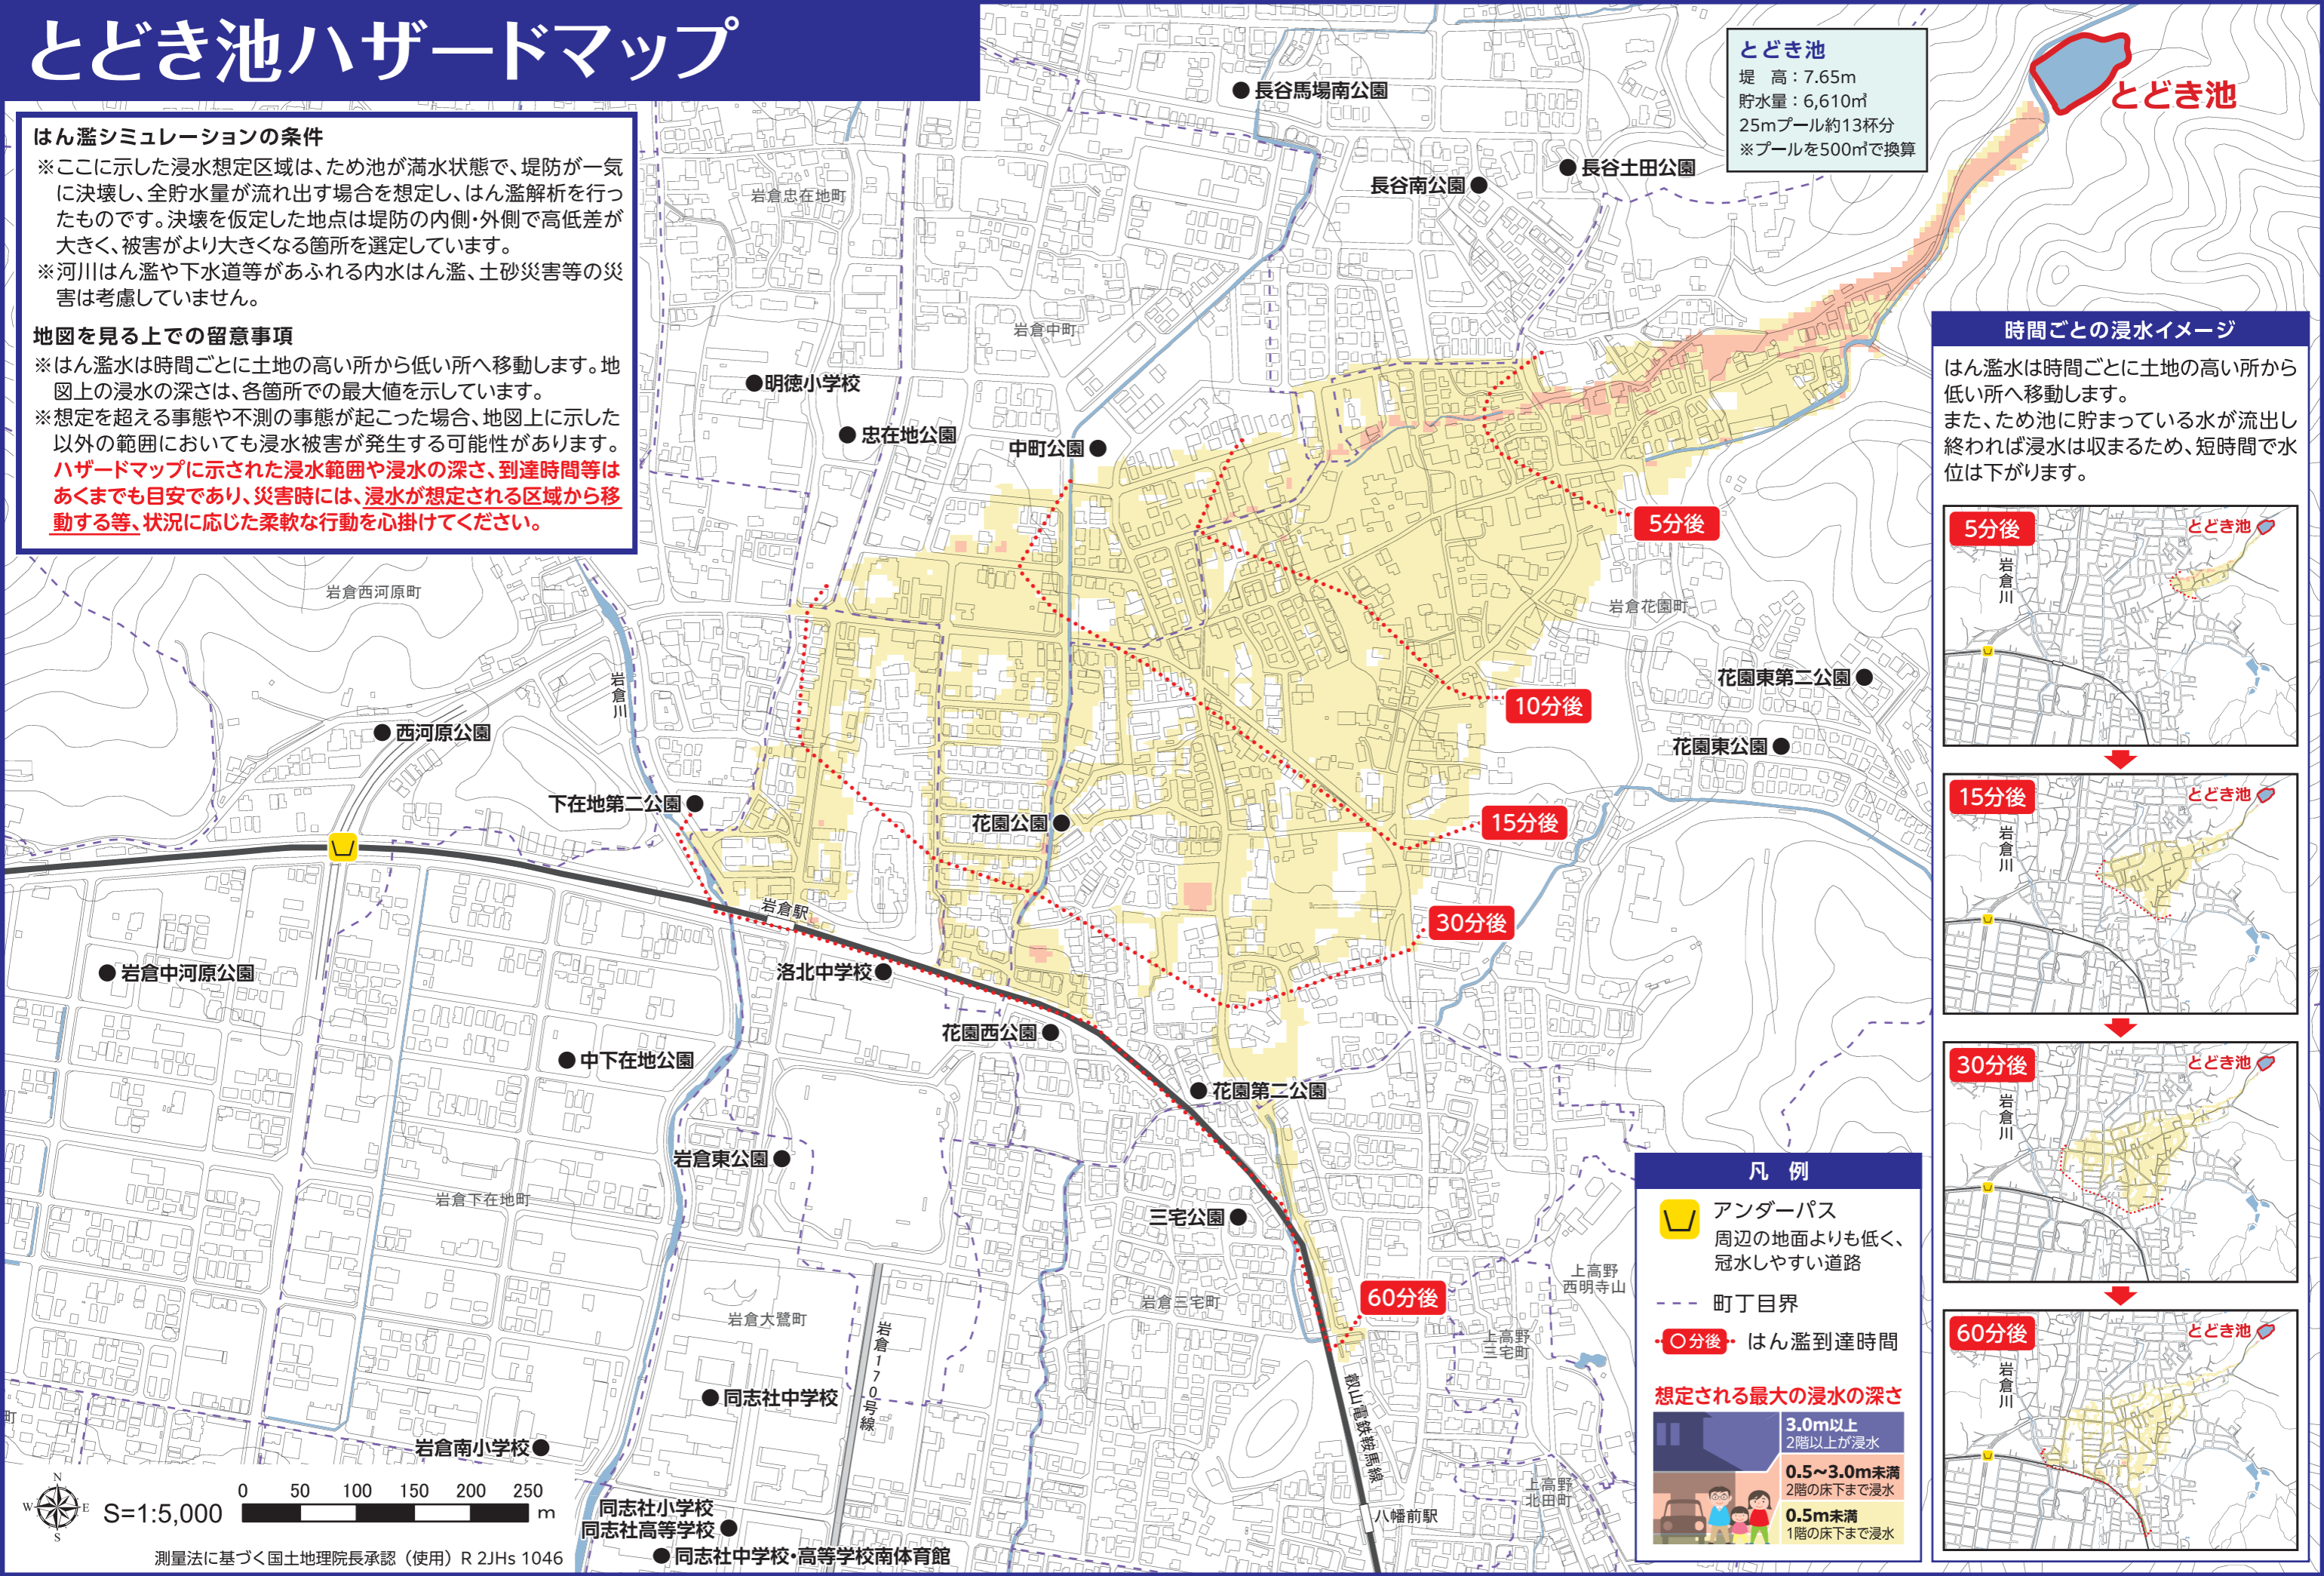 とどき池ハザードマップ
はん濫シミュレーションの条件
※ここに示した浸水想定区域は、ため池が満水状態で、堤防が一気
に決壊し、全貯水量が流れ出す場合を想定し、はん濫解析を行っ
たものです。決壊を仮定した地点は堤防の内側・外側で高低差が
大きく、被害がより大きくなる箇所を選定しています。
※河川はん濫や下水道等があふれる内水はん濫、土砂災害等の災
害は考慮していません。
地図を見る上での留意事項
※はん濫水は時間ごとに土地の高い所から低い所へ移動します。地
図上の浸水の深さは、各箇所での最大値を示しています。
※想定を超える事態や不測の事態が起こった場合、地図上に示した
以外の範囲においても浸水被害が発生する可能性があります。
ハザードマップに示された浸水範囲や浸水の深さ、到達時間等は
あくまでも目安であり、災害時には、浸水が想定される区域から移
動する等、状況に応じた柔軟な行動を心掛けてください。
とどき池
堤　高：7.65m
貯水量：6,610㎥
25mプール約13杯分
※プールを500㎥で換算
とどき池
長谷馬場南公園
長谷土田公園
長谷南公園
岩倉忠在地町
岩倉中町
明徳小学校
忠在地公園
中町公園
5分後
岩倉西河原町
岩倉花園町
岩倉川
花園東第二公園
10分後
西河原公園
花園東公園
下在地第二公園
花園公園
15分後
岩倉駅
30分後
岩倉中河原公園
洛北中学校
花園西公園
中下在地公園
花園第二公園
岩倉東公園
岩倉下在地町
三宅公園
上高野
西明寺山
60分後
岩倉三宅町
岩倉大鷺町
岩倉170号線
上高野
三宅町
叡山電鉄鞍馬線
同志社中学校
町
岩倉南小学校
上高野
北田町
同志社小学校
同志社高等学校
八幡前駅
同志社中学校・高等学校南体育館
N
W
E
S
S=1:5,000
0 50 100 150 200 250
m
測量法に基づく国土地理院長承認（使用）R 2JHs 1046
時間ごとの浸水イメージ
はん濫水は時間ごとに土地の高い所から
低い所へ移動します。
また、ため池に貯まっている水が流出し
終われば浸水は収まるため、短時間で水
位は下がります。
5分後
とどき池
岩倉川
15分後
とどき池
岩倉川
30分後
とどき池
岩倉川
60分後
とどき池
岩倉川
凡　例
アンダーパス
周辺の地面よりも低く、
冠水しやすい道路
町丁目界
〇分後
はん濫到達時間
想定される最大の浸水の深さ
3.0m以上
2階以上が浸水
0.5〜3.0m未満
2階の床下まで浸水
0.5m未満
1階の床下まで浸水